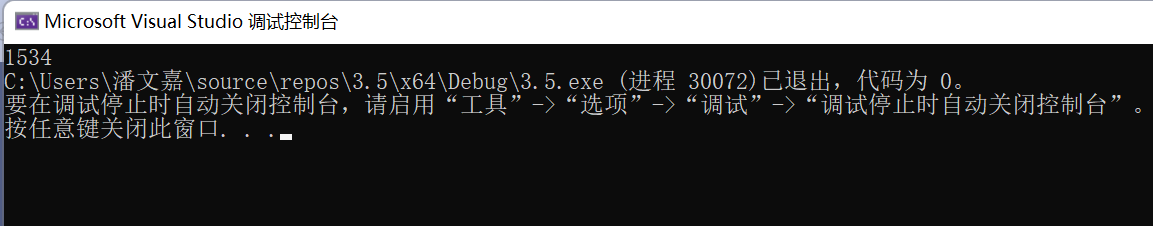 Microsoft Visual Studio 调试控制台
1534
C:\Users\潘文嘉\source\repos\3.5\x64\Debug\3.5.exe (进程 30072)已退出，代码为 0。
要在调试停止时自动关闭控制台，请启用“工具”->“选项”->“调试”->“调试停止时自动关闭控制台”。
按任意键关闭此窗口. . .